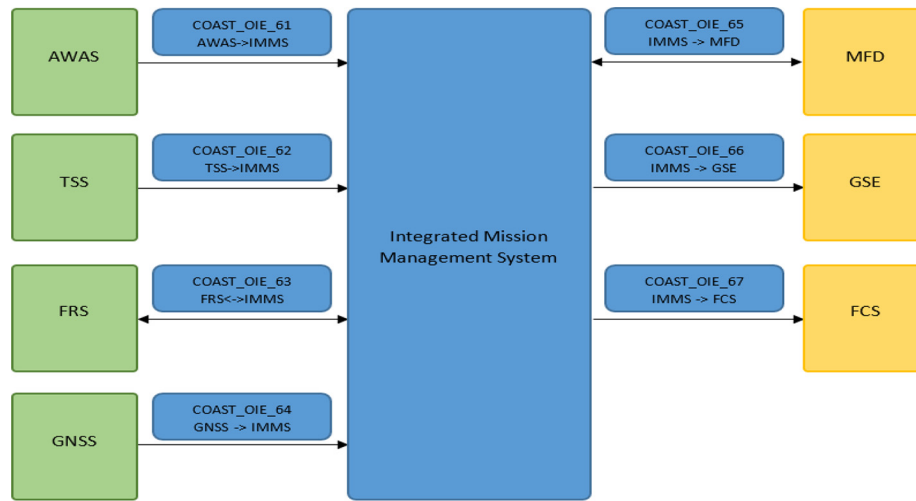 AWAS
COAST_OIE_61
AWAS->IMMS
COAST_OIE_65
IMMS -> MFD
MFD
TSS
COAST_OIE_62
TSS->IMMS
COAST_OIE_66
IMMS -> GSE
GSE
Integrated Mission
Management System
FRS
COAST_OIE_63
FRS<->IMMS
COAST_OIE_67
IMMS -> FCS
FCS
GNSS
COAST_OIE_64
GNSS -> IMMS